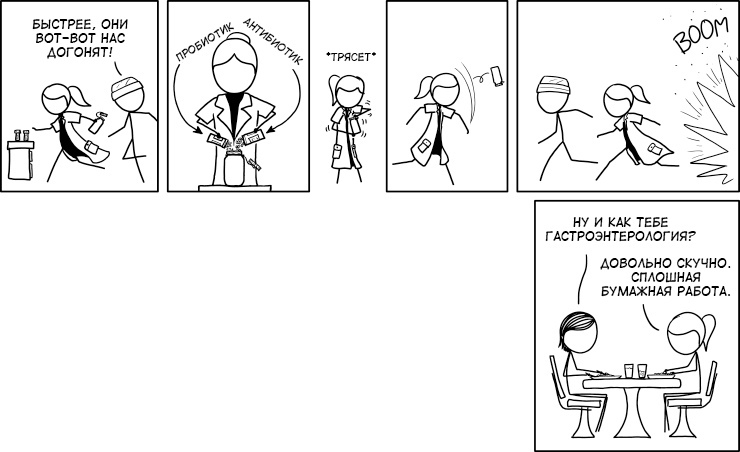 БЫСТРЕЕ, ОНИ
ВОТ-ВОТ НАС
ДОГОНЯТ!
ПРОБИОТИК
АНТИБИОТИК
*ТРЯСЕТ*
BOOM
НУ И КАК ТЕБЕ
ГАСТРОЭНТЕРОЛОГИЯ?
ДОВОЛЬНО СКУЧНО.
СПЛОШНАЯ
БУМАЖНАЯ РАБОТА.